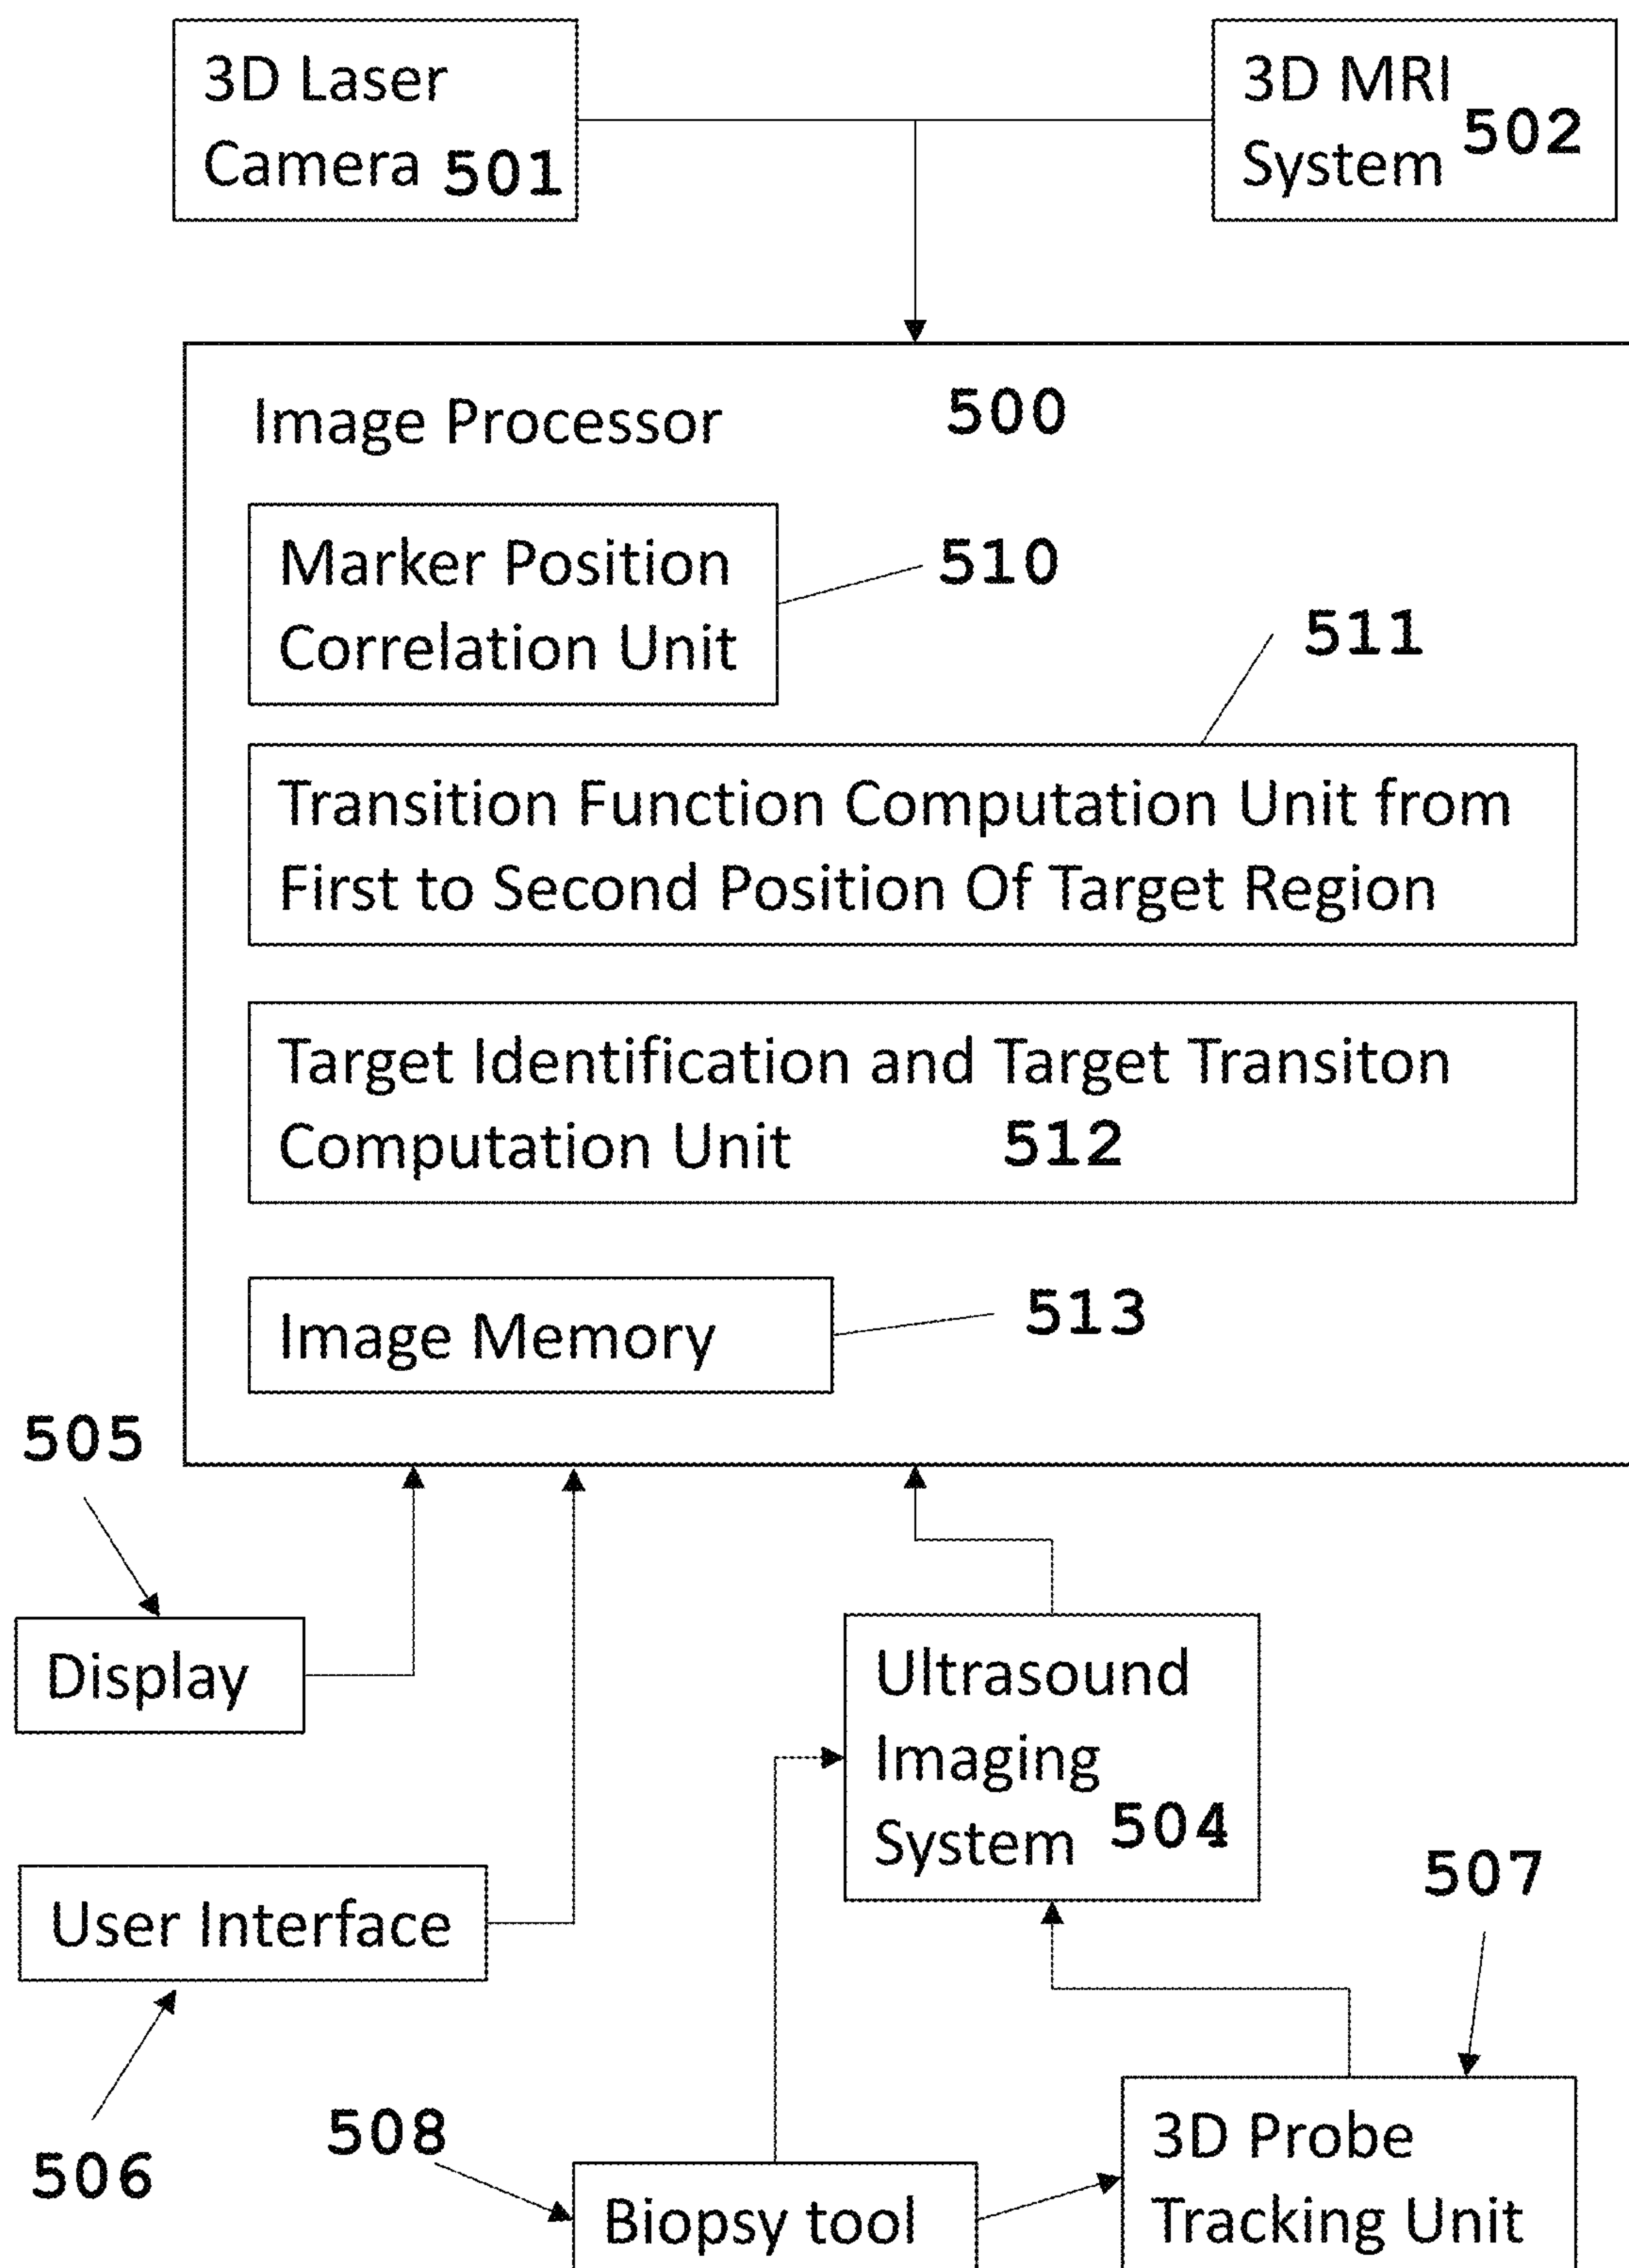 3D Laser
Camera 501
3D MRI
System 502
Image Processor 500
Marker Position
Correlation Unit
510
511
Transition Function Computation Unit from
First to Second Position Of Target Region
Target Identification and Target Transiton
Computation Unit 512
Image Memory
513
505
Display
Ultrasound
Imaging
System 504
User Interface
507
506
508
Biopsy tool
3D Probe
Tracking Unit